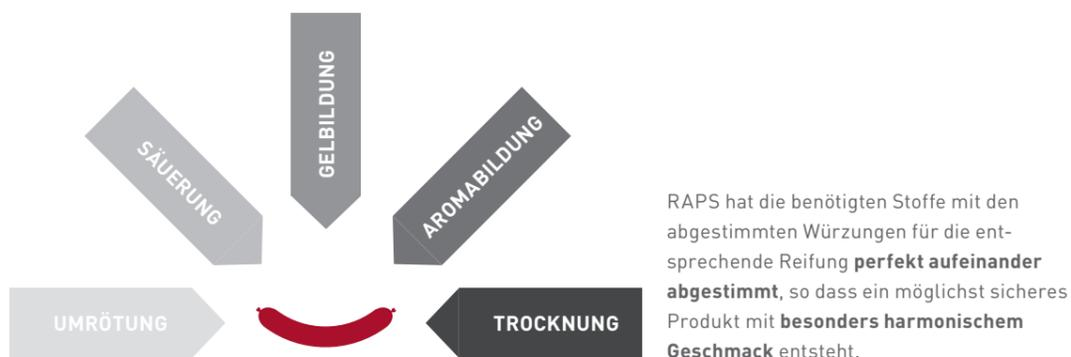 GELBILDUNG
SÄUERUNG
AROMABILDUNG
UMRÖTUNG
TROCKNUNG
RAPS hat die benötigten Stoffe mit den
abgestimmten Würzungen für die ent-
sprechende Reifung perfekt aufeinander
abgestimmt, so dass ein möglichst sicheres
Produkt mit besonders harmonischem
Geschmack entsteht.